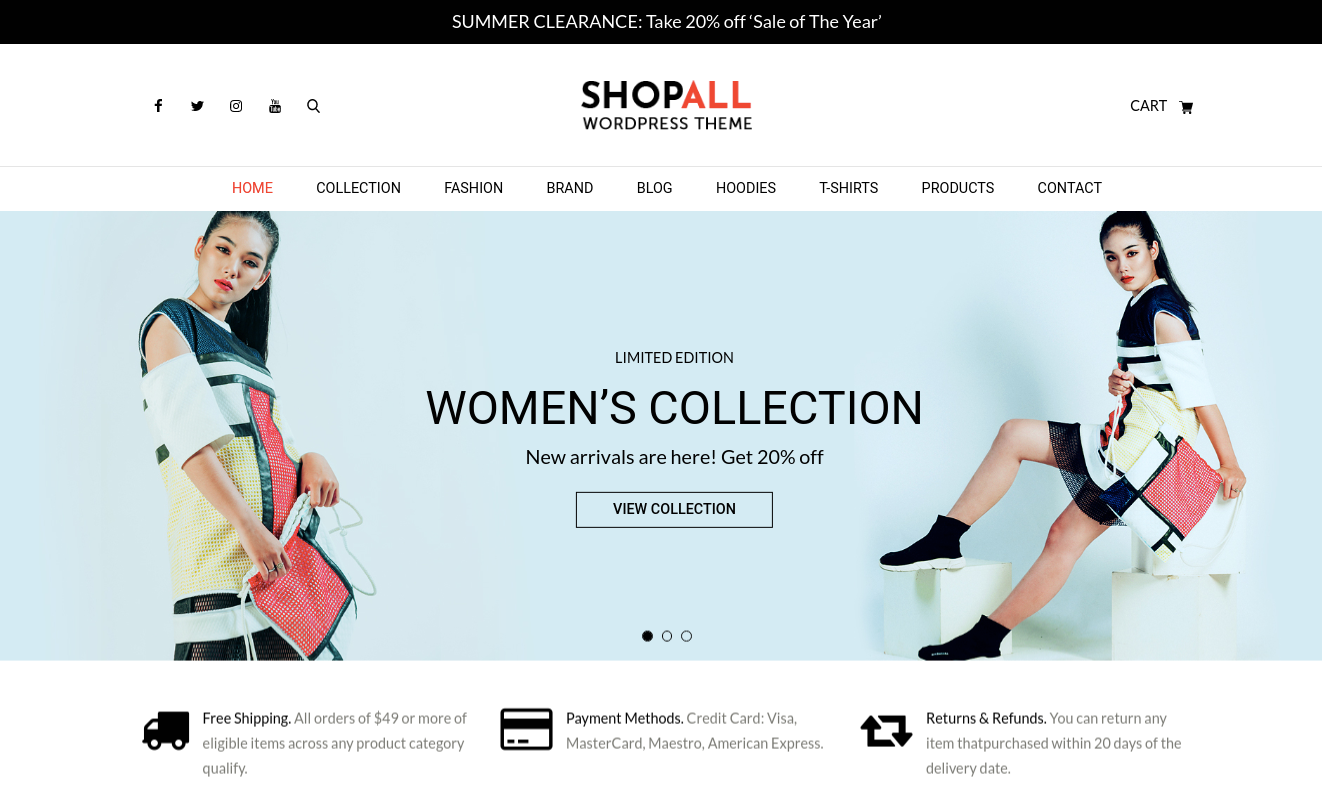 SUMMER CLEARANCE: Take 20% off ‘Sale of The Year’
SHOPALL
WORDPRESS THEME
CART
HOME COLLECTION FASHION BRAND BLOG HOODIES T-SHIRTS PRODUCTS CONTACT
LIMITED EDITION
WOMEN’S COLLECTION
New arrivals are here! Get 20% off
VIEW COLLECTION
Free Shipping. All orders of $49 or more of
eligible items across any product category
qualify.
Payment Methods. Credit Card: Visa,
MasterCard, Maestro, American Express.
Returns & Refunds. You can return any
item thatpurchased within 20 days of the
delivery date.